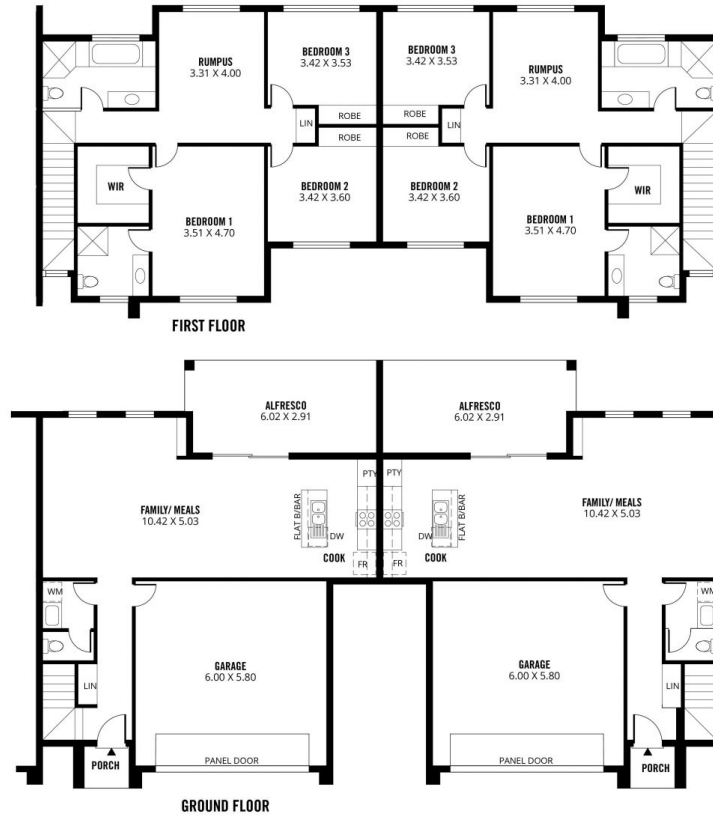 RUMPUS
3.31 X 4.00
BEDROOM 3
3.42 X 3.53
BEDROOM 3
3.42 X 3.53
RUMPUS
3.31 X 4.00
LIN
ROBE
ROBE
ROBE
ROBE
LIN
WIR
BEDROOM 1
3.51 X 4.70
BEDROOM 2
3.42 X 3.60
BEDROOM 2
3.42 X 3.60
BEDROOM 1
3.51 X 4.70
WIR
FIRST FLOOR
ALFRESCO
6.02 X 2.91
ALFRESCO
6.02 X 2.91
FAMILY/ MEALS
10.42 X 5.03
FLAT B/BAR
DW
COOK
PTY
FR
PTY
FR
DW
COOK
FLAT B/BAR
FAMILY/ MEALS
10.42 X 5.03
WM
LIN
GARAGE
6.00 X 5.80
GARAGE
6.00 X 5.80
WM
LIN
PORCH
PANEL DOOR
PANEL DOOR
PORCH
GROUND FLOOR